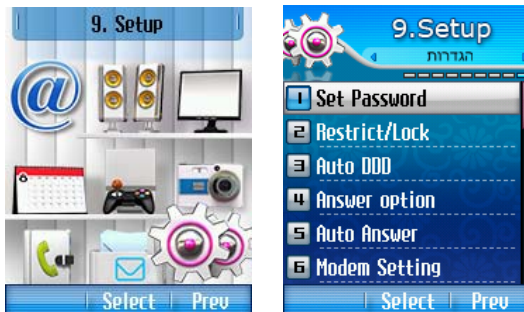 9. Setup
@
Select Prev
9.Setup
הגדרות
1 Set Password
2 Restrict/Lock
3 Auto DDD
4 Answer option
5 Auto Answer
6 Modem Setting
Select Prev